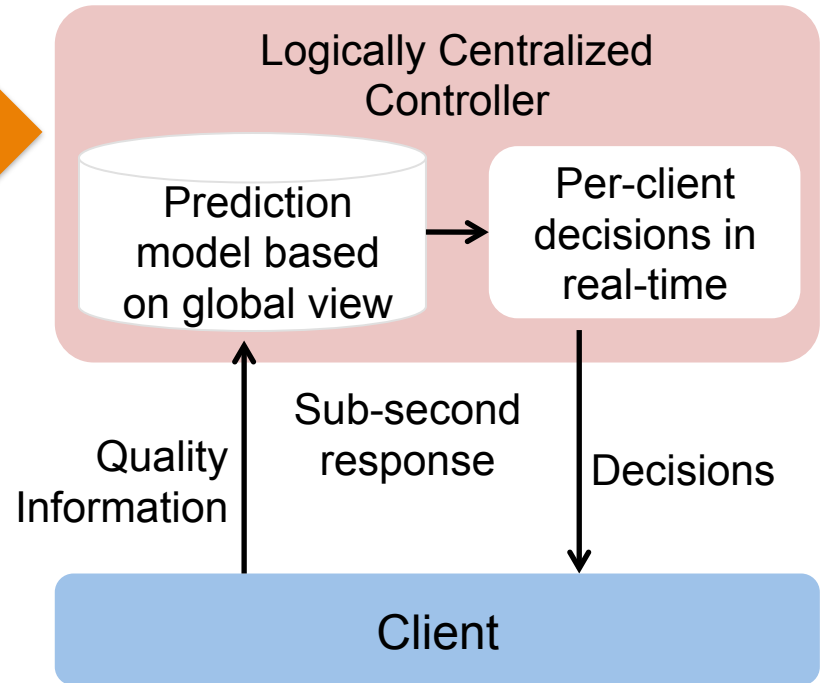 Logically Centralized
Controller
Prediction
model based
on global view
Per-client
decisions in
real-time
Quality
Information
Sub-second
response
Decisions
Client